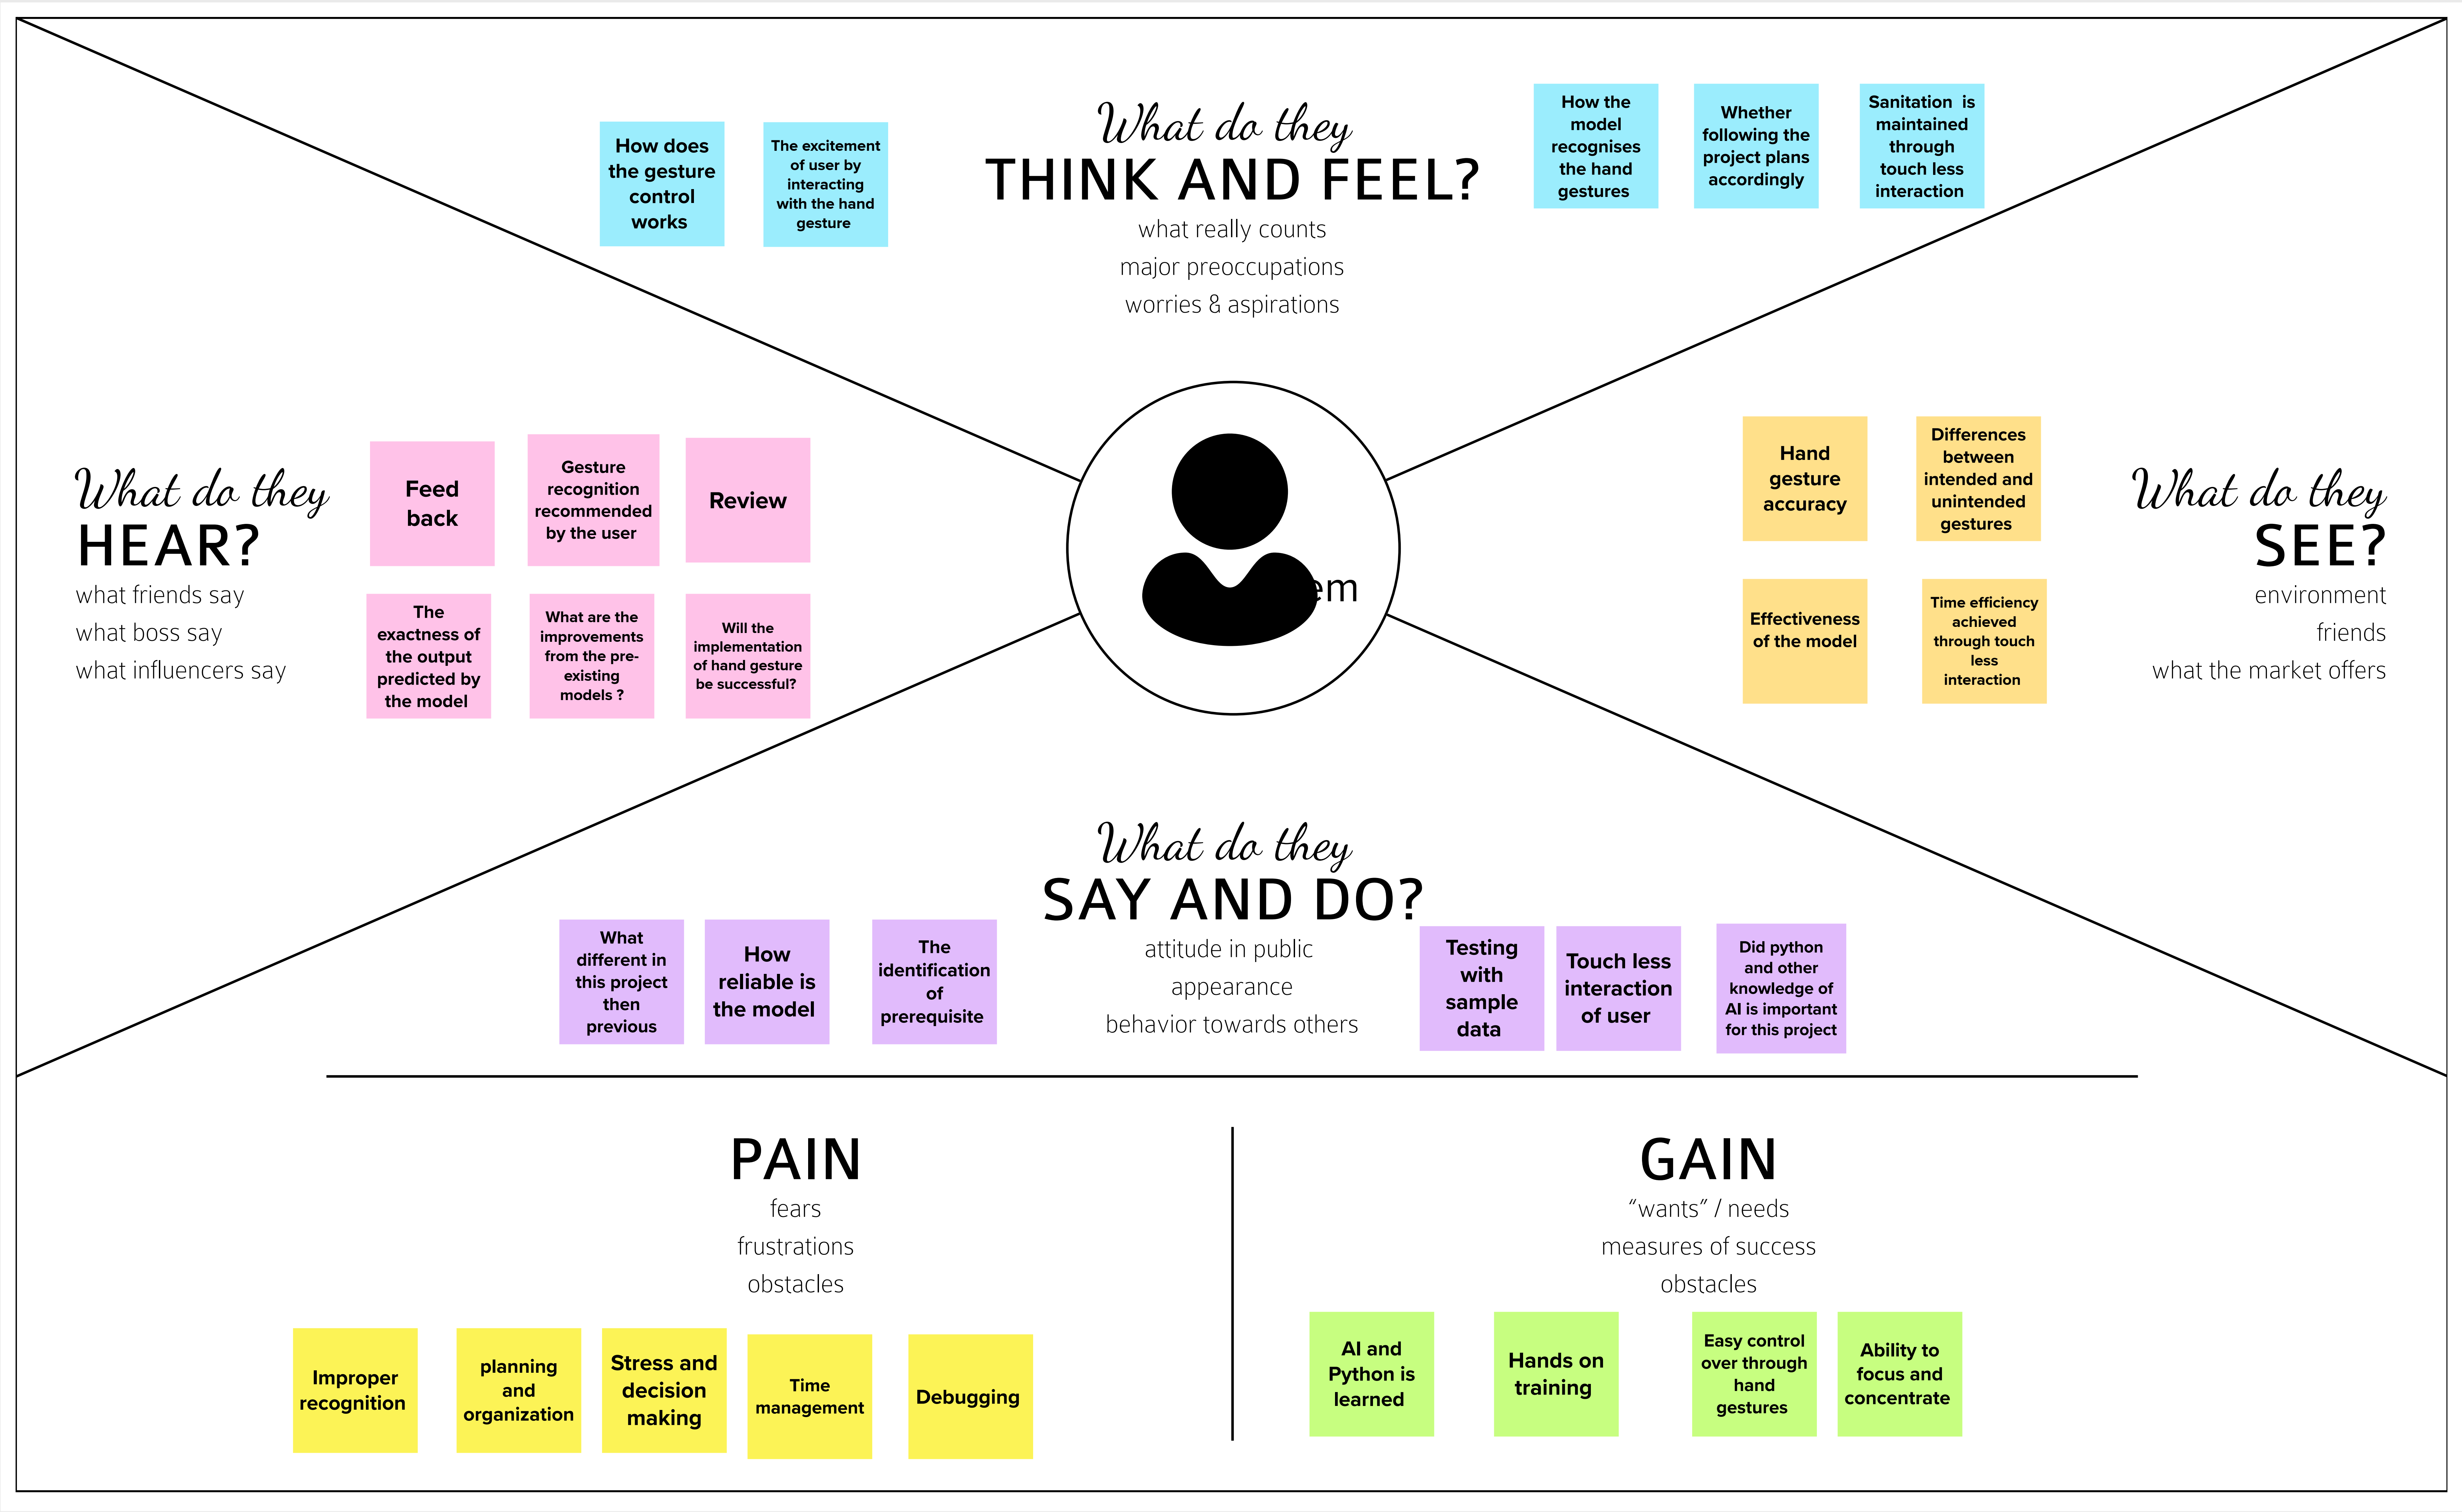 What do they
THINK AND FEEL?
what really counts
major preoccupations
worries & aspirations
How does
the gesture
control
works
The excitement
of user by
interacting
with the hand
gesture
How the
model
recognises
the hand
gestures
Whether
following the
project plans
accordingly
Sanitation is
maintained
through
touch less
interaction
What do they
HEAR?
what friends say
what boss say
what influencers say
Feed
back
Gesture
recognition
recommended
by the user
Review
The
exactness of
the output
predicted by
the model
What are the
improvements
from the pre-
existing
models ?
Will the
implementation
of hand gesture
be successful?
Hand
gesture
accuracy
Differences
between
intended and
unintended
gestures
Effectiveness
of the model
Time efficiency
achieved
through touch
less
interaction
What do they
SEE?
environment
friends
what the market offers
What do they
SAY AND DO?
attitude in public
appearance
behavior towards others
What
different in
this project
then
previous
How
reliable is
the model
The
identification
of
prerequisite
Testing
with
sample
data
Touch less
interaction
of user
Did python
and other
knowledge of
AI is important
for this project
PAIN
fears
frustrations
obstacles
Improper
recognition
planning
and
organization
Stress and
decision
making
Time
management
Debugging
GAIN
“wants” / needs
measures of success
obstacles
AI and
Python is
learned
Hands on
training
Easy control
over through
hand
gestures
Ability to
focus and
concentrate